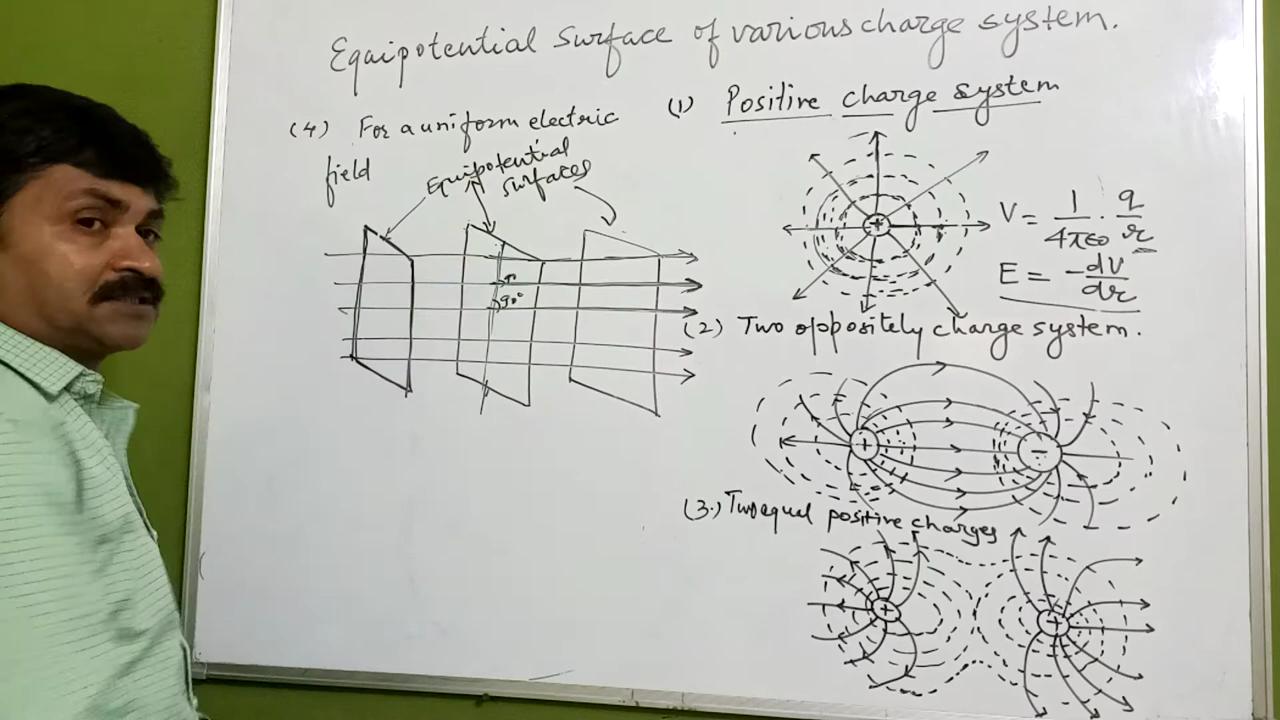 Equipotential surface of various charge system.
(4) For a uniform electric
field
Equipotential
surfaces
90°
(1) Positive charge system
+
V = 1/4πε0 . q/r
E = -dV/dr
(2) Two oppositely charge system.
+ -
(3.) Two equal positive charges
+ +